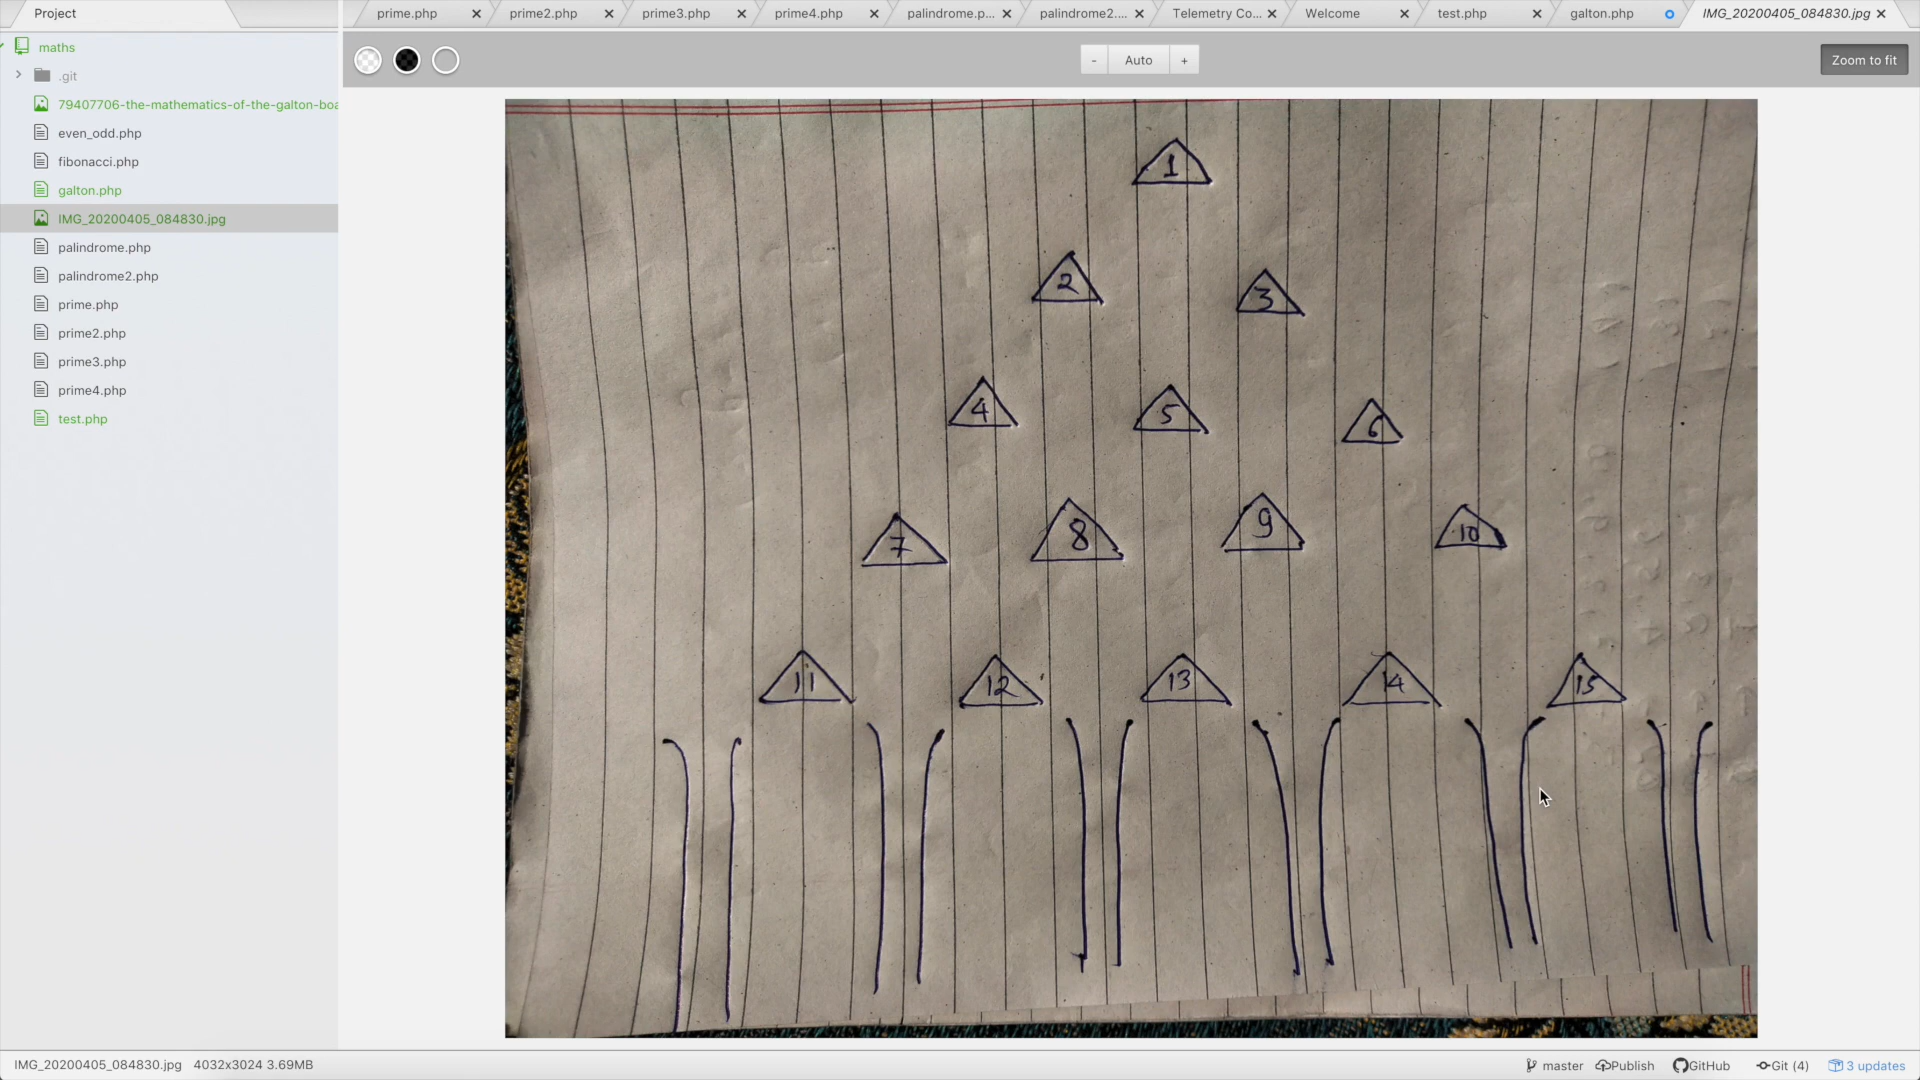 Project
prime.php
prime2.php
prime3.php
prime4.php
palindrome.p...
palindrome2....
Telemetry Co...
Welcome
test.php
galton.php
IMG_20200405_084830.jpg
maths
.git
79407706-the-mathematics-of-the-galton-boa
even_odd.php
fibonacci.php
galton.php
IMG_20200405_084830.jpg
palindrome.php
palindrome2.php
prime.php
prime2.php
prime3.php
prime4.php
test.php
- Auto +
Zoom to fit
1
2 3
4 5 6
7 8 9 10
11 12 13 14 15
IMG_20200405_084830.jpg 4032x3024 3.69MB
master Publish GitHub Git (4) 3 updates